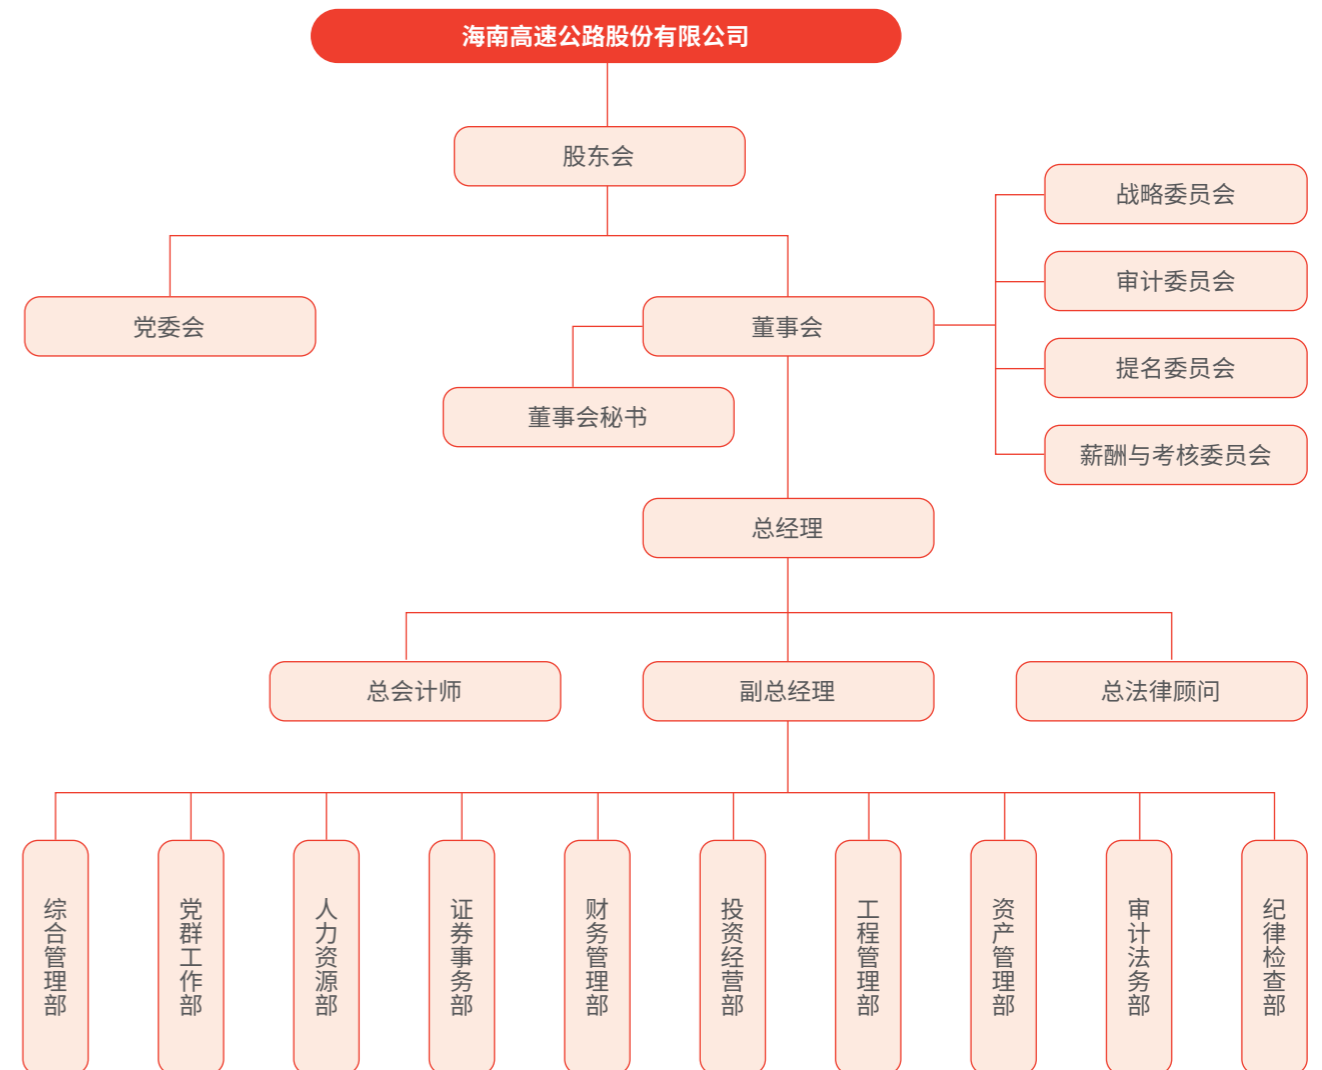 海南高速公路股份有限公司
股东会
战略委员会
审计委员会
党委会
董事会
提名委员会
董事会秘书
薪酬与考核委员会
总经理
总会计师
副总经理
总法律顾问
综合管理部
党群工作部
人力资源部
证券事务部
财务管理部
投资经营部
工程管理部
资产管理部
审计法务部
纪律检查部